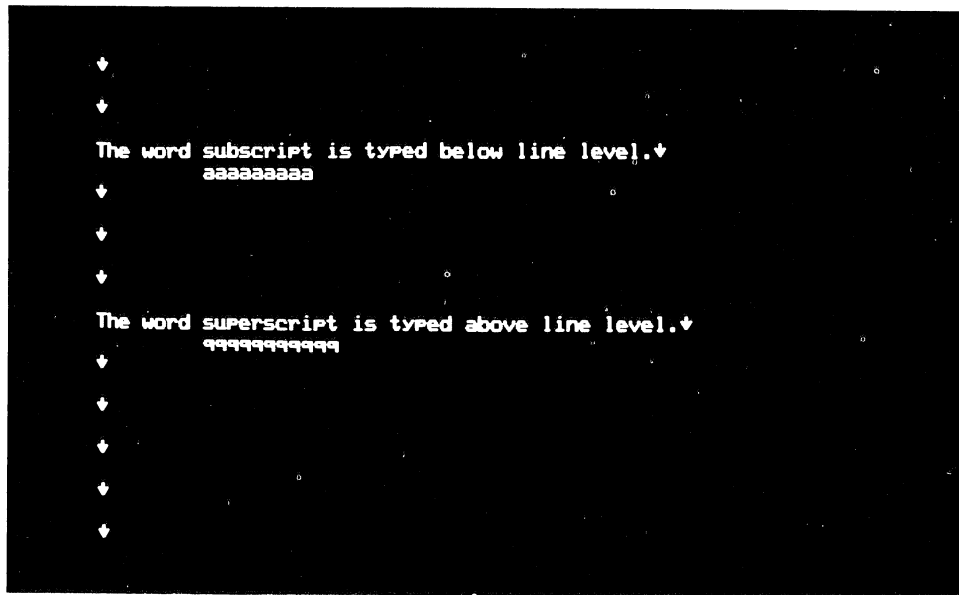 ↓
↓
The word subscript is typed below line level.↓
aaaaaaaaa
↓
↓
↓
The word superscript is typed above line level.↓
qqqqqqqqqqq
↓
↓
↓
↓
↓